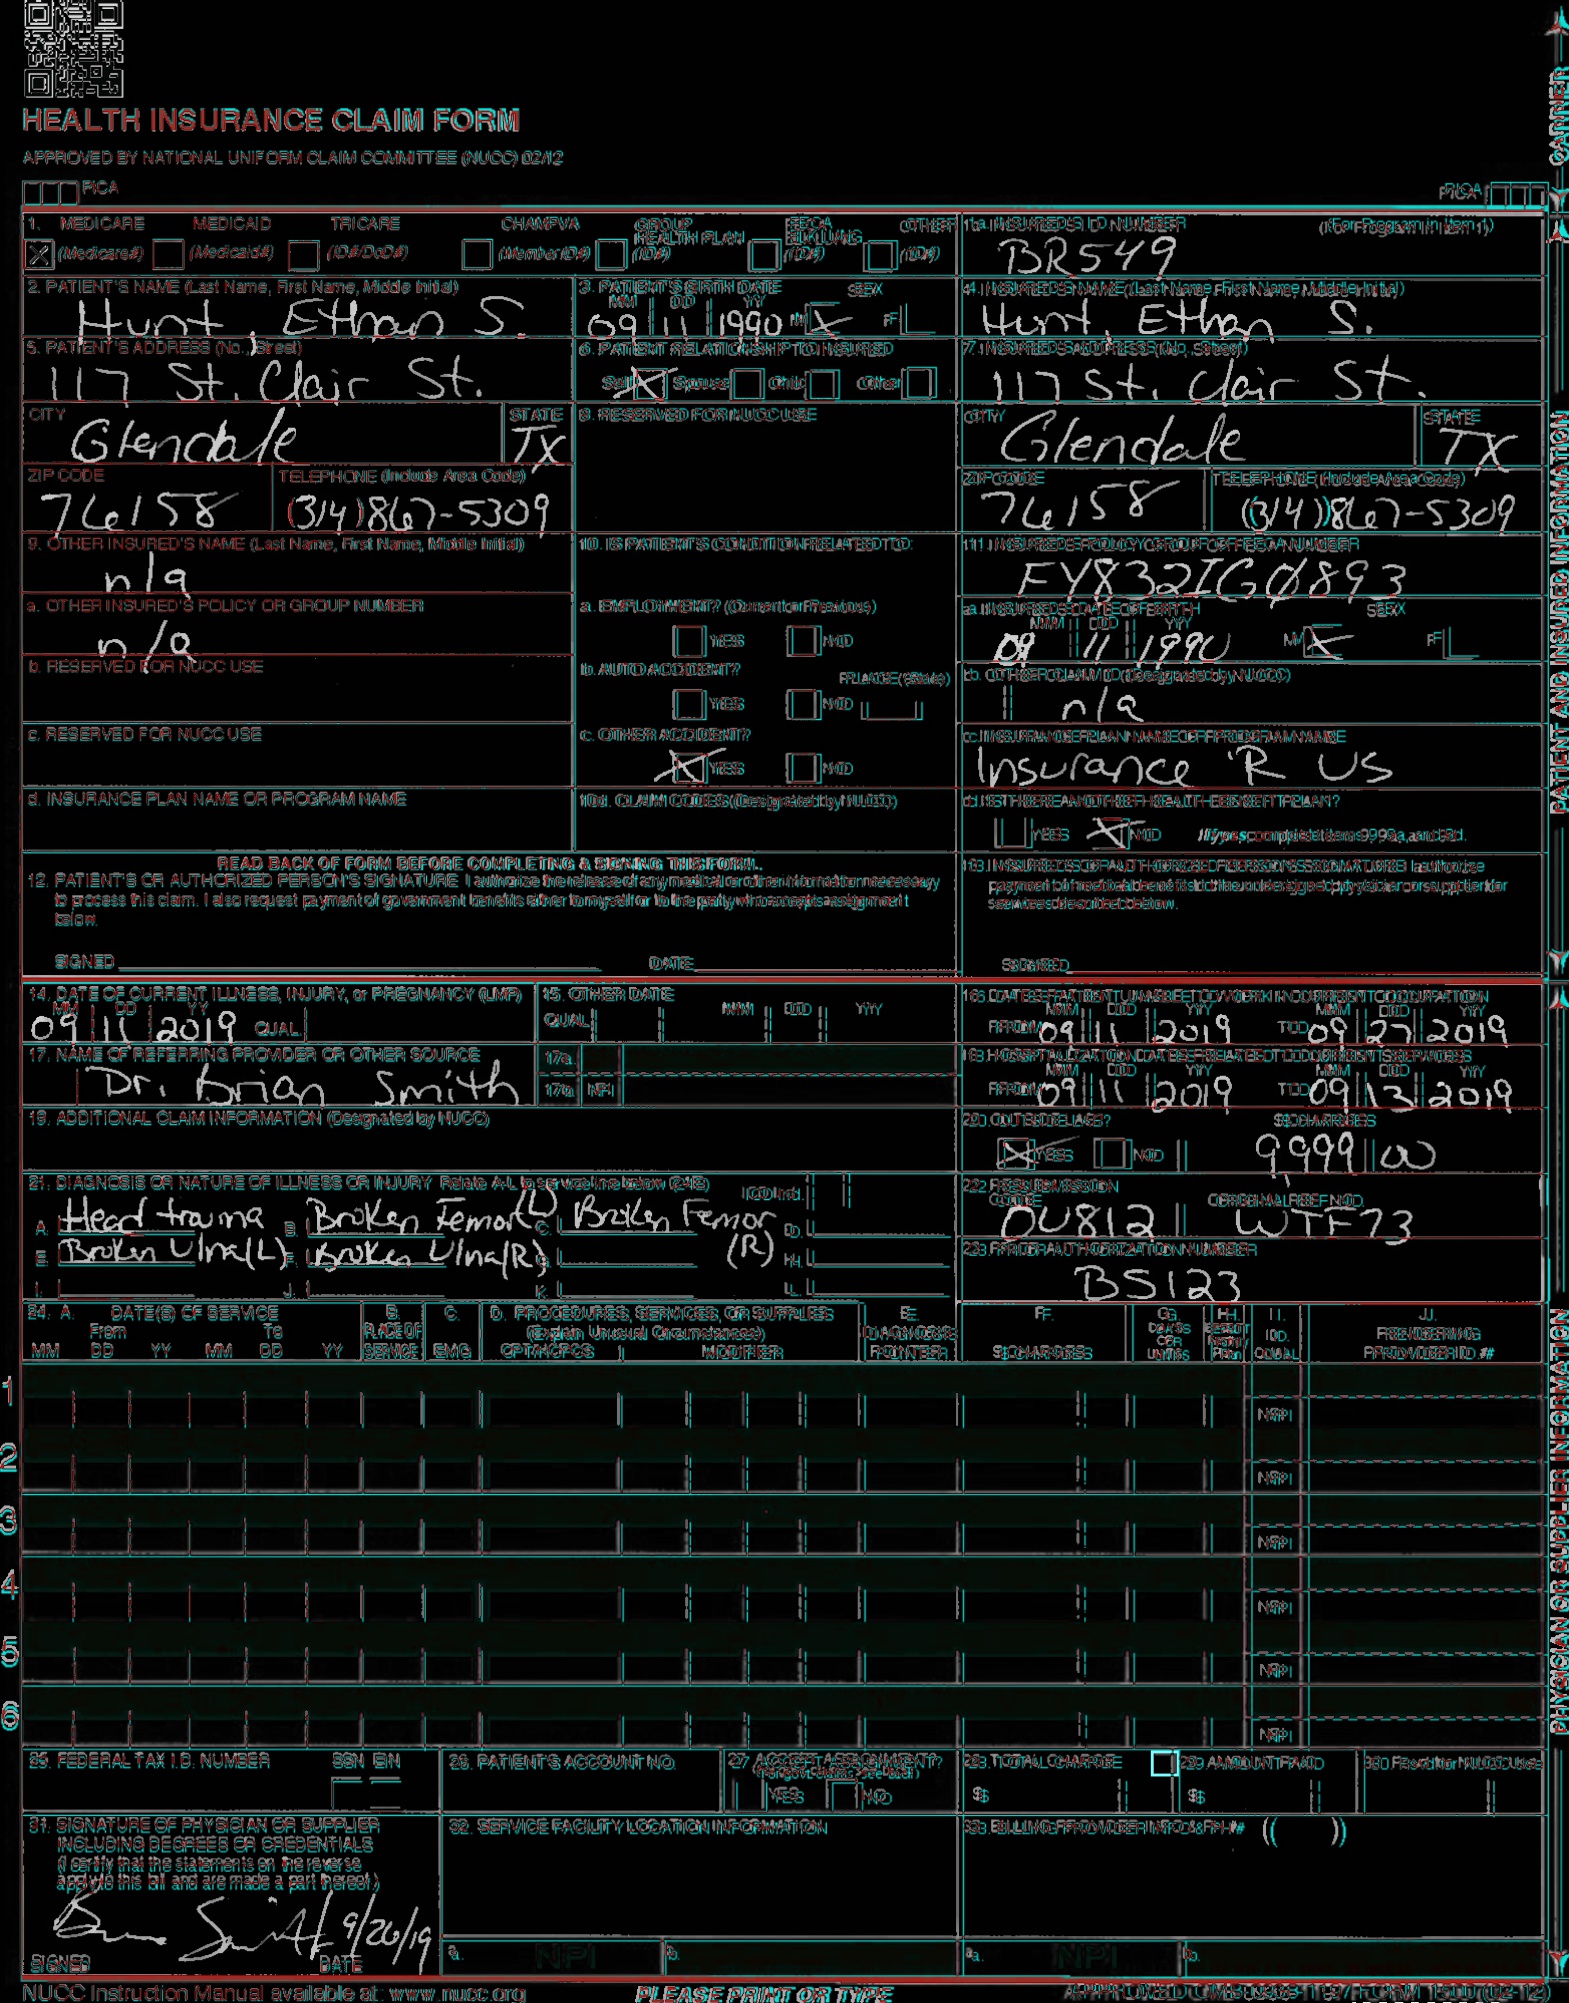 HEALTH INSURANCE CLAIM FORM
APPROVED BY NATIONAL UNIFORM CLAIM COMMITTEE (NUCC) 02/12
PICA
PICA
CARRIER
1. MEDICARE MEDICAID TRICARE CHAMPVA GROUP HEALTH PLAN FECA BLK LUNG OTHER
X (Medicare#) (Medicaid#) (ID#/DoD#) (Member ID#) (ID#) (ID#) (ID#)
1a. INSURED'S I.D. NUMBER (For Program in Item 1)
BR549
2. PATIENT'S NAME (Last Name, First Name, Middle Initial)
Hunt, Ethan S.
3. PATIENT'S BIRTH DATE SEX
MM DD YY
09 11 1990 M X F
4. INSURED'S NAME (Last Name, First Name, Middle Initial)
Hunt, Ethan S.
5. PATIENT'S ADDRESS (No., Street)
117 St. Clair St.
6. PATIENT RELATIONSHIP TO INSURED
Self X Spouse Child Other
7. INSURED'S ADDRESS (No., Street)
117 St. Clair St.
CITY STATE
Glendale TX
8. RESERVED FOR NUCC USE
CITY STATE
Glendale TX
ZIP CODE TELEPHONE (Include Area Code)
76158 (314)867-5309
ZIP CODE TELEPHONE (Include Area Code)
76158 (314)867-5309
9. OTHER INSURED'S NAME (Last Name, First Name, Middle Initial)
n/a
10. IS PATIENT'S CONDITION RELATED TO:
11. INSURED'S POLICY GROUP OR FECA NUMBER
FY832IG0893
a. OTHER INSURED'S POLICY OR GROUP NUMBER
n/a
a. EMPLOYMENT? (Current or Previous)
YES NO
a. INSURED'S DATE OF BIRTH SEX
MM DD YY
09 11 1990 M X F
b. RESERVED FOR NUCC USE
b. AUTO ACCIDENT? PLACE (State)
YES NO
b. OTHER CLAIM ID (Designated by NUCC)
n/a
c. RESERVED FOR NUCC USE
c. OTHER ACCIDENT?
X YES NO
c. INSURANCE PLAN NAME OR PROGRAM NAME
Insurance 'R US
d. INSURANCE PLAN NAME OR PROGRAM NAME
10d. CLAIM CODES (Designated by NUCC)
d. IS THERE ANOTHER HEALTH BENEFIT PLAN?
YES X NO If yes, complete items 9, 9a, and 9d.
READ BACK OF FORM BEFORE COMPLETING & SIGNING THIS FORM.
12. PATIENT'S OR AUTHORIZED PERSON'S SIGNATURE I authorize the release of any medical or other information necessary
to process this claim. I also request payment of government benefits either to myself or to the party who accepts assignment
below.
SIGNED DATE
13. INSURED'S OR AUTHORIZED PERSON'S SIGNATURE I authorize
payment of medical benefits to the undersigned physician or supplier for
services described below.
SIGNED
PATIENT AND INSURED INFORMATION
14. DATE OF CURRENT ILLNESS, INJURY, or PREGNANCY (LMP)
MM DD YY
09 11 2019 QUAL.
15. OTHER DATE
QUAL. MM DD YY
16. DATES PATIENT UNABLE TO WORK IN CURRENT OCCUPATION
MM DD YY MM DD YY
FROM 09 11 2019 TO 09 27 2019
17. NAME OF REFERRING PROVIDER OR OTHER SOURCE
Dr. Brian Smith
17a.
17b. NPI
18. HOSPITALIZATION DATES RELATED TO CURRENT SERVICES
MM DD YY MM DD YY
FROM 09 11 2019 TO 09 13 2019
19. ADDITIONAL CLAIM INFORMATION (Designated by NUCC)
20. OUTSIDE LAB? $ CHARGES
X YES NO 9999 00
21. DIAGNOSIS OR NATURE OF ILLNESS OR INJURY Relate A-L to service line below (24E) ICD Ind.
A. Head trauma B. Broken Femor(L) C. Broken Femor (R) D.
E. Broken Ulna(L) F. Broken Ulna(R) G. H.
I. J. K. L.
22. RESUBMISSION
CODE ORIGINAL REF. NO.
OU812 WTF73
23. PRIOR AUTHORIZATION NUMBER
BS123
24. A. DATE(S) OF SERVICE B. C. D. PROCEDURES, SERVICES, OR SUPPLIES E. F. G. H. I. J.
From To PLACE OF (Explain Unusual Circumstances) DIAGNOSIS DAYS OR EPSDT Family ID. RENDERING
MM DD YY MM DD YY SERVICE EMG CPT/HCPCS MODIFIER POINTER $ CHARGES UNITS Plan QUAL. PROVIDER ID. #
1 NPI
2 NPI
3 NPI
4 NPI
5 NPI
6 NPI
PHYSICIAN OR SUPPLIER INFORMATION
25. FEDERAL TAX I.D. NUMBER SSN EIN
26. PATIENT'S ACCOUNT NO.
27. ACCEPT ASSIGNMENT?
(For govt. claims, see back)
YES NO
28. TOTAL CHARGE
$
29. AMOUNT PAID
$
30. Rsvd for NUCC Use
31. SIGNATURE OF PHYSICIAN OR SUPPLIER
INCLUDING DEGREES OR CREDENTIALS
(I certify that the statements on the reverse
apply to this bill and are made a part thereof.)
9/26/19
SIGNED DATE
32. SERVICE FACILITY LOCATION INFORMATION
a. NPI b.
33. BILLING PROVIDER INFO & PH # ( )
a. NPI b.
NUCC Instruction Manual available at: www.nucc.org
PLEASE PRINT OR TYPE
APPROVED OMB-0938-1197 FORM 1500 (02-12)